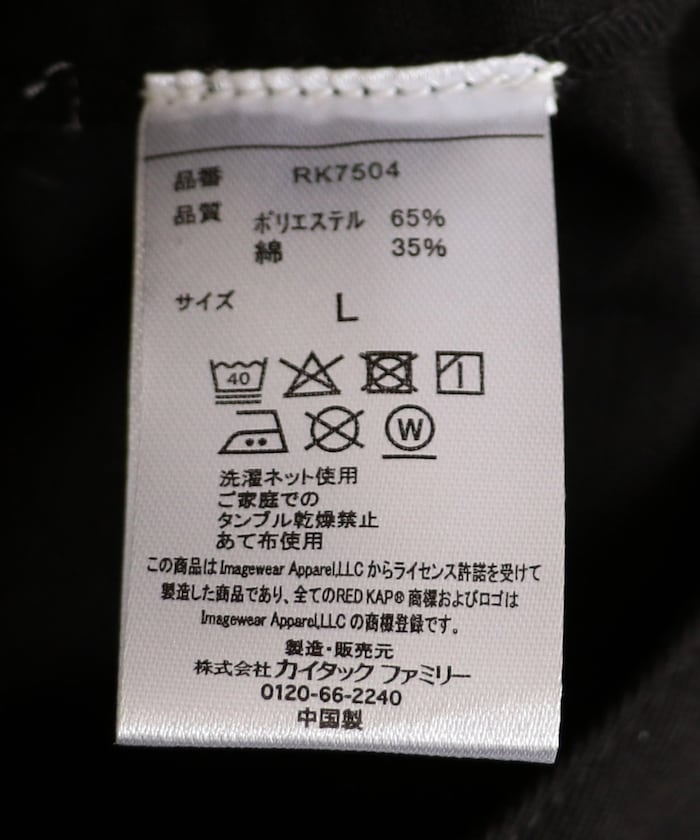 品番 RK7504
品質 ポリエステル 65%
綿 35%
サイズ L
40
W
洗濯ネット使用
ご家庭での
タンブル乾燥禁止
あて布使用
この商品はImagewear Apparel,LLC からライセンス許諾を受けて
製造した商品であり、全てのRED KAP® 商標およびロゴは
Imagewear Apparel,LLC の商標登録です。
製造・販売元
株式会社 カイタック ファミリー
0120-66-2240
中国製